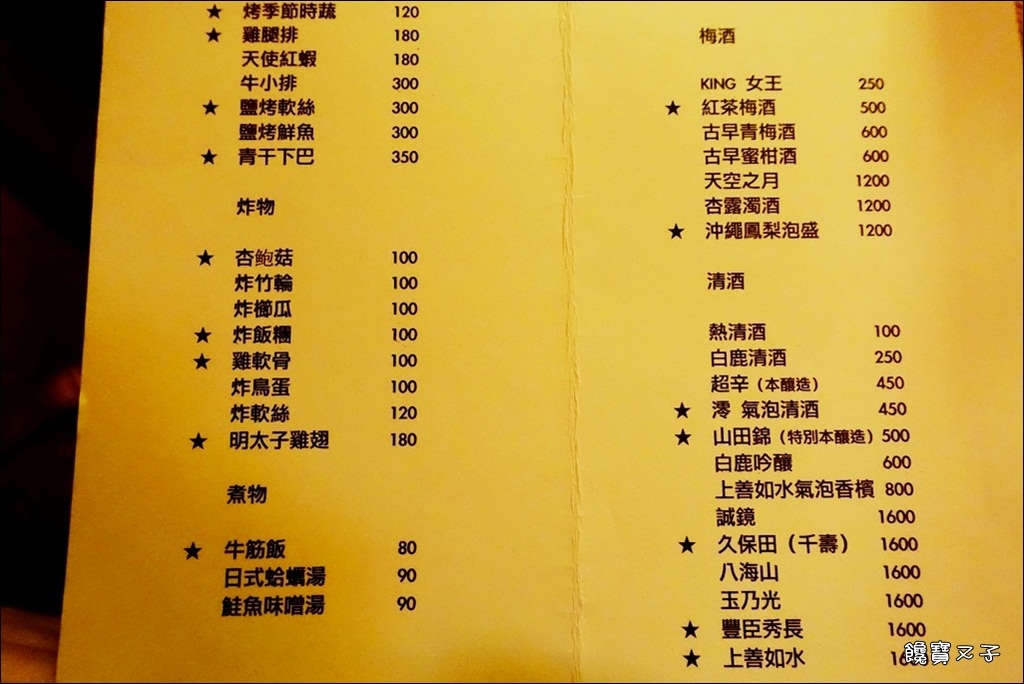 ★ 烤季節時蔬 120
★ 雞腿排 180
天使紅蝦 180
牛小排 300
★ 鹽烤軟絲 300
鹽烤鮮魚 300
★ 青干下巴 350
炸物
★ 杏鮑菇 100
炸竹輪 100
炸櫛瓜 100
★ 炸飯糰 100
★ 雞軟骨 100
炸鳥蛋 100
炸軟絲 120
★ 明太子雞翅 180
煮物
★ 牛筋飯 80
日式蛤蠣湯 90
鮭魚味噌湯 90
梅酒
KING 女王 250
★ 紅茶梅酒 500
古早青梅酒 600
古早蜜柑酒 600
天空之月 1200
杏露濁酒 1200
★ 沖繩鳳梨泡盛 1200
清酒
熱清酒 100
白鹿清酒 250
超辛（本釀造） 450
★ 澪 氣泡清酒 450
★ 山田錦（特別本釀造） 500
白鹿吟釀 600
上善如水氣泡香檳 800
誠鏡 1600
★ 久保田（千壽） 1600
八海山 1600
玉乃光 1600
★ 豐臣秀長 1600
★ 上善如水
饞寶ㄡ子